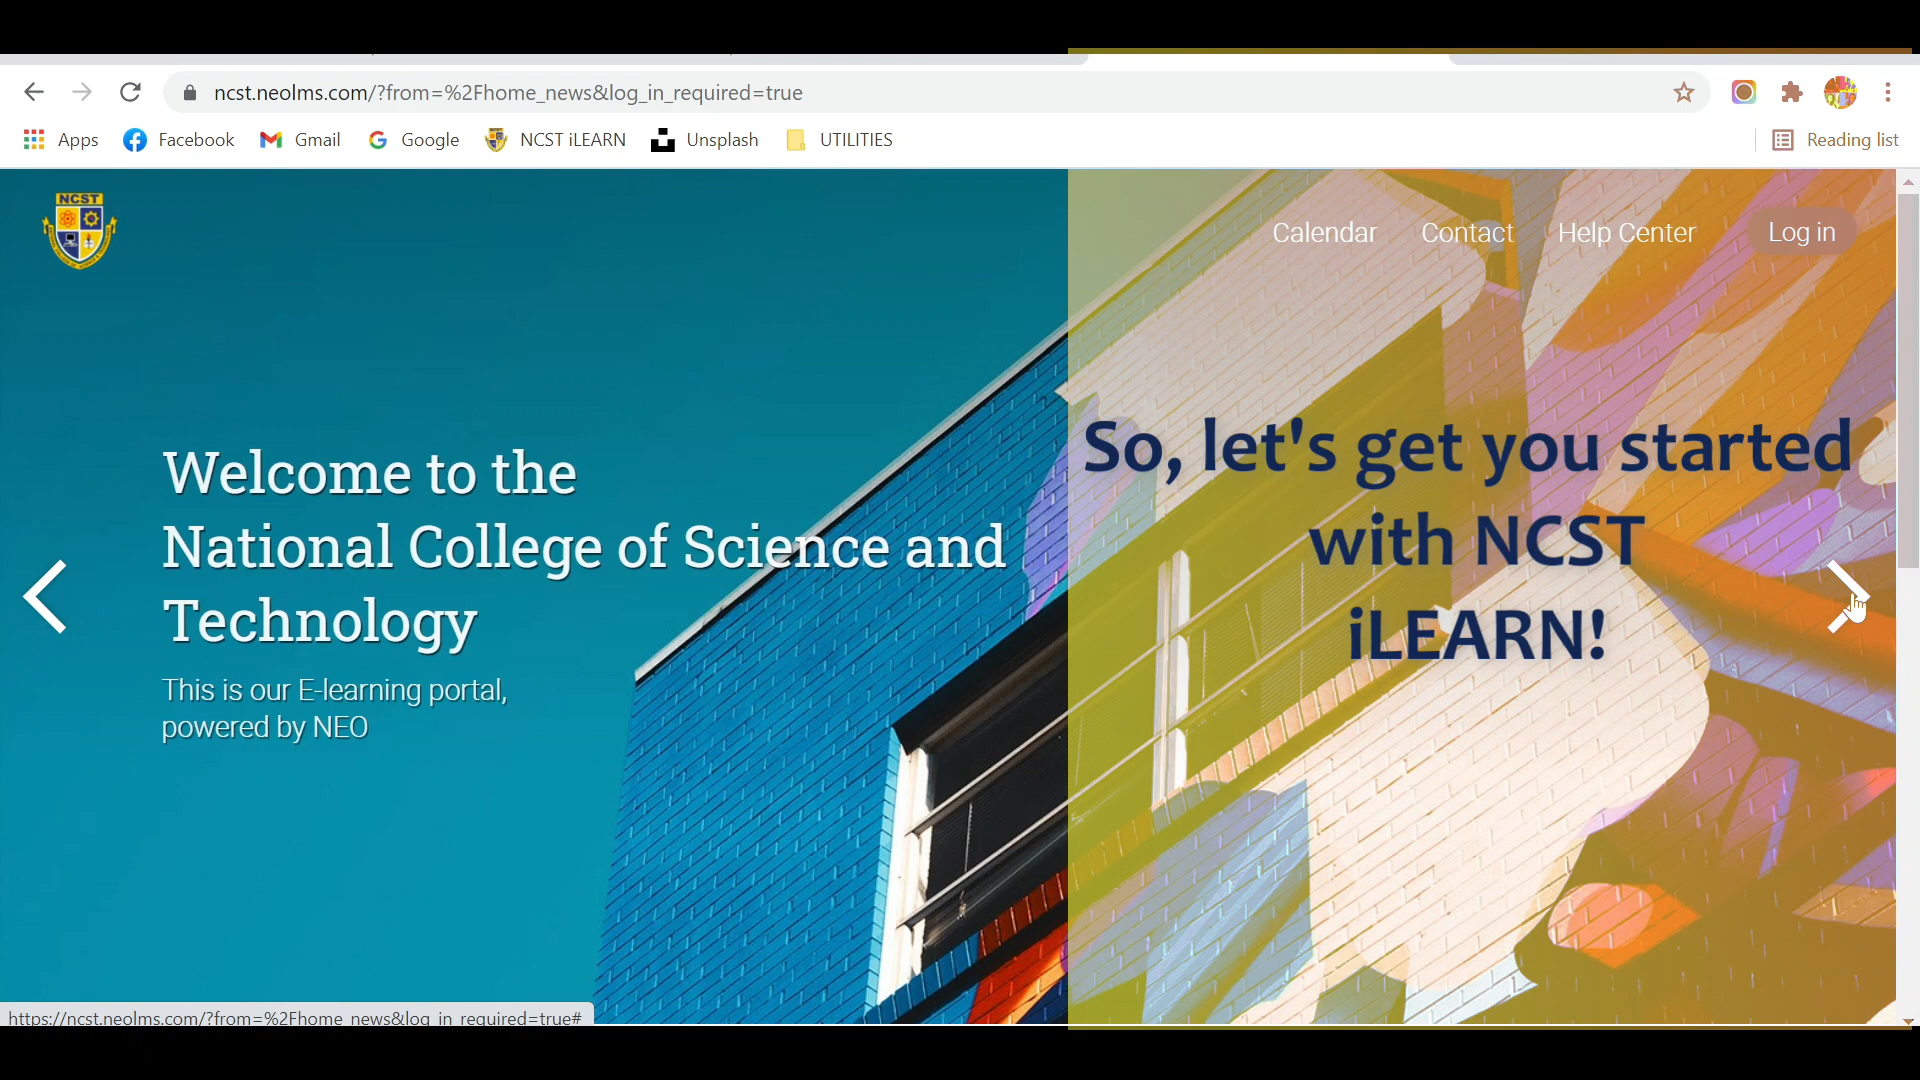 ncst.neolms.com/?from=%2Fhome_news&log_in_required=true
Apps Facebook Gmail Google NCST iLEARN Unsplash UTILITIES Reading list
NCST
Calendar Contact Help Center Log in
Welcome to the
National College of Science and
Technology
This is our E-learning portal,
powered by NEO
So, let's get you started
with NCST
iLEARN!
https://ncst.neolms.com/?from=%2Fhome_news&log_in_required=true#